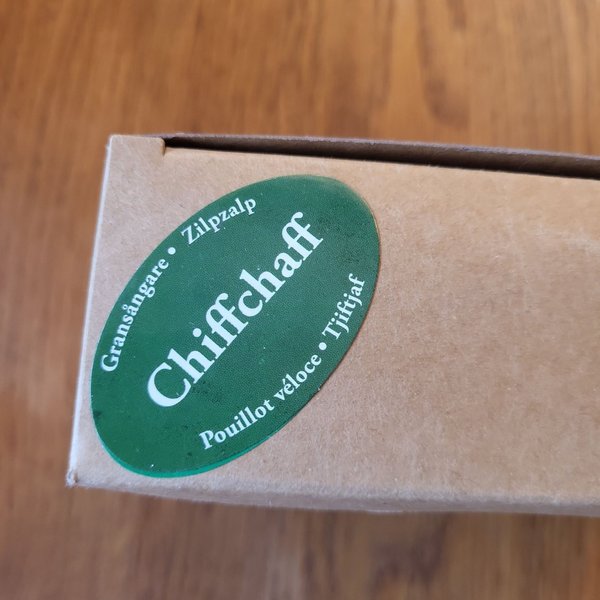 Gransångare • Zilpzalp
Chiffchaff
Pouillot véloce • Tjiftjaf